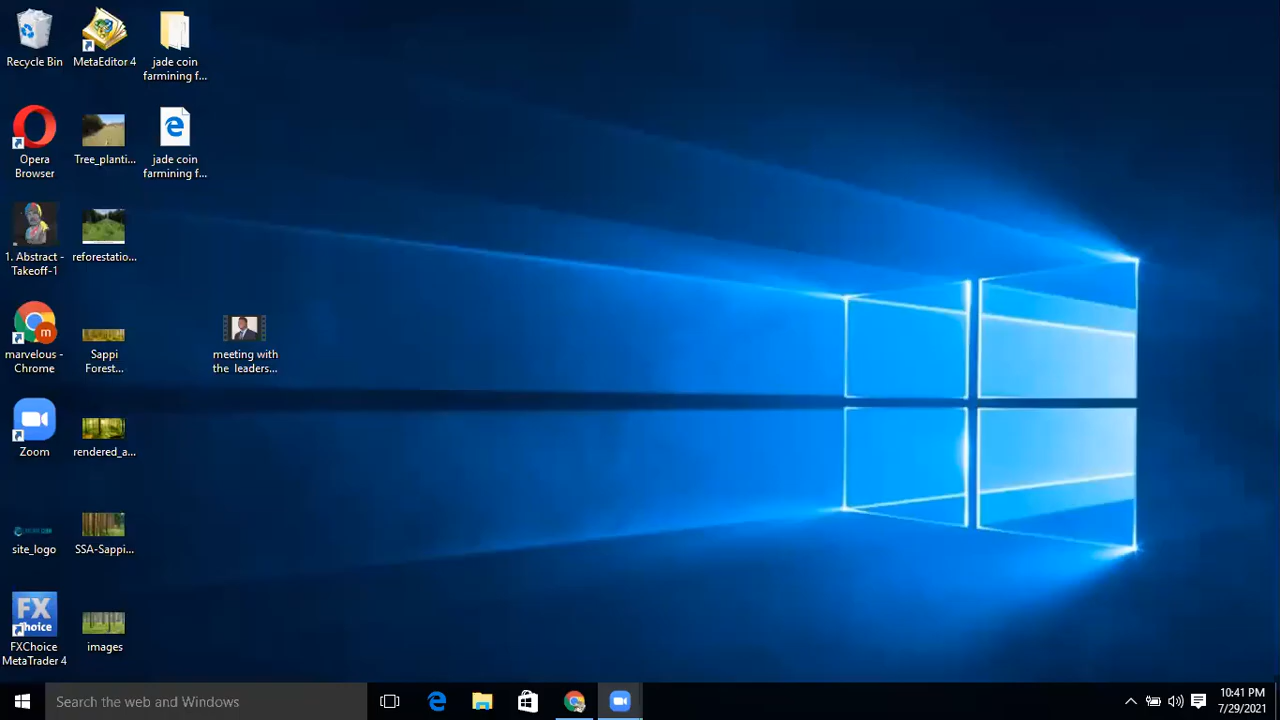 Recycle Bin
MetaEditor 4
jade coin
farmining f...
Opera
Browser
Tree_planti...
jade coin
farmining f...
1. Abstract -
Takeoff-1
reforestatio...
m
marvelous -
Chrome
Sappi
Forest...
meeting with
the leaders...
Zoom
rendered_a...
site_logo
SSA-Sappi...
FX
Choice
FXChoice
MetaTrader 4
images
Search the web and Windows
10:41 PM
7/29/2021